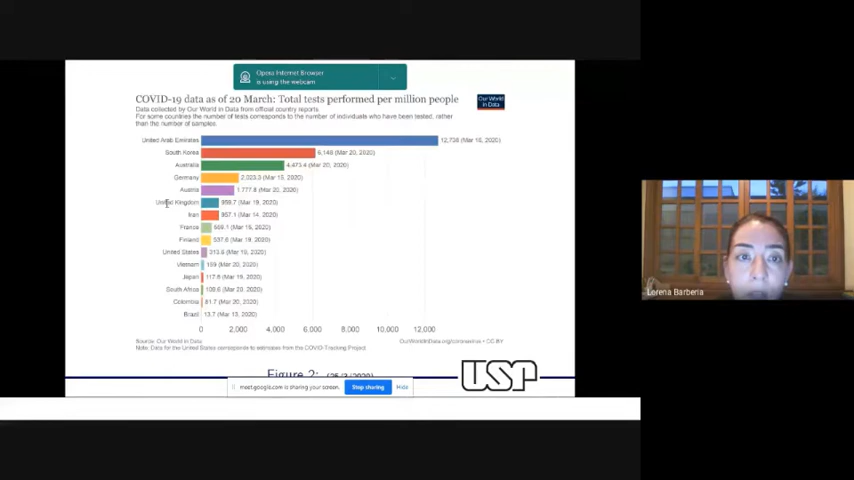 Opera Internet Browser
is using the webcam
COVID-19 data as of 20 March: Total tests performed per million people
Data collected by Our World in Data from official country reports.
For some countries the number of tests corresponds to the number of individuals who have been tested, rather
than the number of samples.
Our World
in Data
United Arab Emirates 12,738 (Mar 16, 2020)
South Korea 6,148 (Mar 20, 2020)
Australia 4,473.4 (Mar 20, 2020)
Germany 2,023.3 (Mar 15, 2020)
Austria 1,777.8 (Mar 20, 2020)
United Kingdom 959.7 (Mar 19, 2020)
Iran 957.1 (Mar 14, 2020)
France 559.1 (Mar 15, 2020)
Finland 537.6 (Mar 19, 2020)
United States 313.6 (Mar 19, 2020)
Vietnam 159 (Mar 20, 2020)
Japan 117.8 (Mar 19, 2020)
South Africa 109.6 (Mar 20, 2020)
Colombia 81.7 (Mar 20, 2020)
Brazil 13.7 (Mar 13, 2020)
0 2,000 4,000 6,000 8,000 10,000 12,000
Source: Our World in Data OurWorldInData.org/coronavirus • CC BY
Note: Data for the United States corresponds to estimates from the COVID-Tracking Project
Figure 2: (25/3/2020)
USP
meet.google.com is sharing your screen. Stop sharing Hide
Lorena Barberia